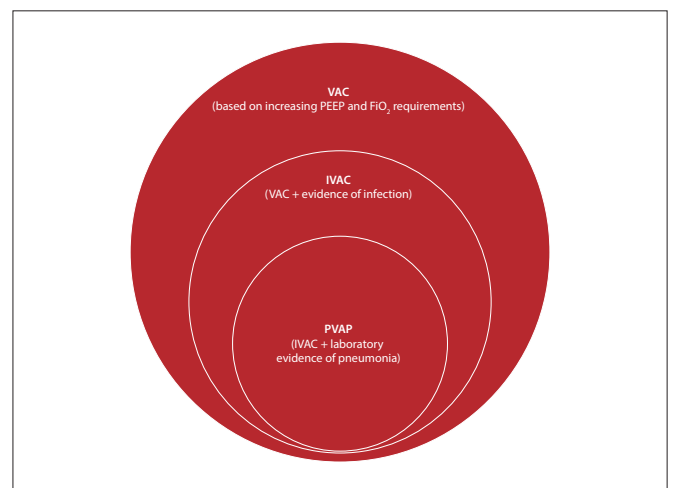 VAC
(based on increasing PEEP and FiO₂ requirements)
IVAC
(VAC + evidence of infection)
PVAP
(IVAC + laboratory
evidence of pneumonia)